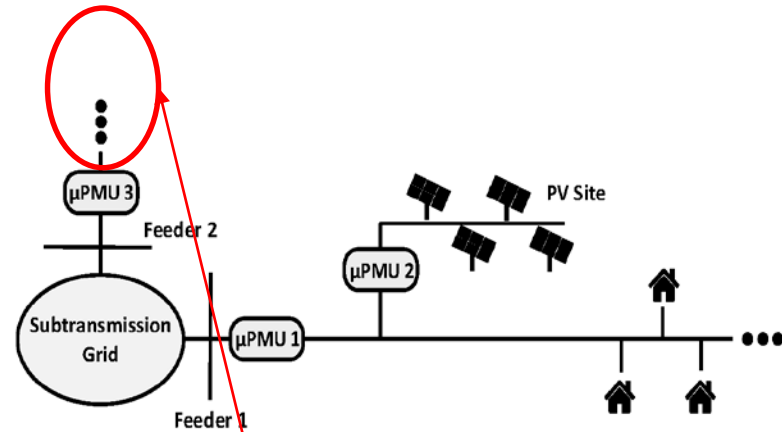 μPMU 3
Feeder 2
PV Site
μPMU 2
Subtransmission
Grid
μPMU 1
Feeder 1